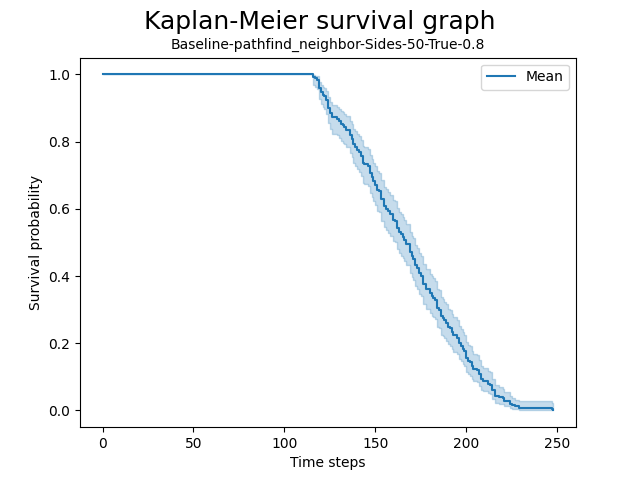 Kaplan-Meier survival graph
Baseline-pathfind_neighbor-Sides-50-True-0.8
Mean
Survival probability
1.0
0.8
0.6
0.4
0.2
0.0
0 50 100 150 200 250
Time steps